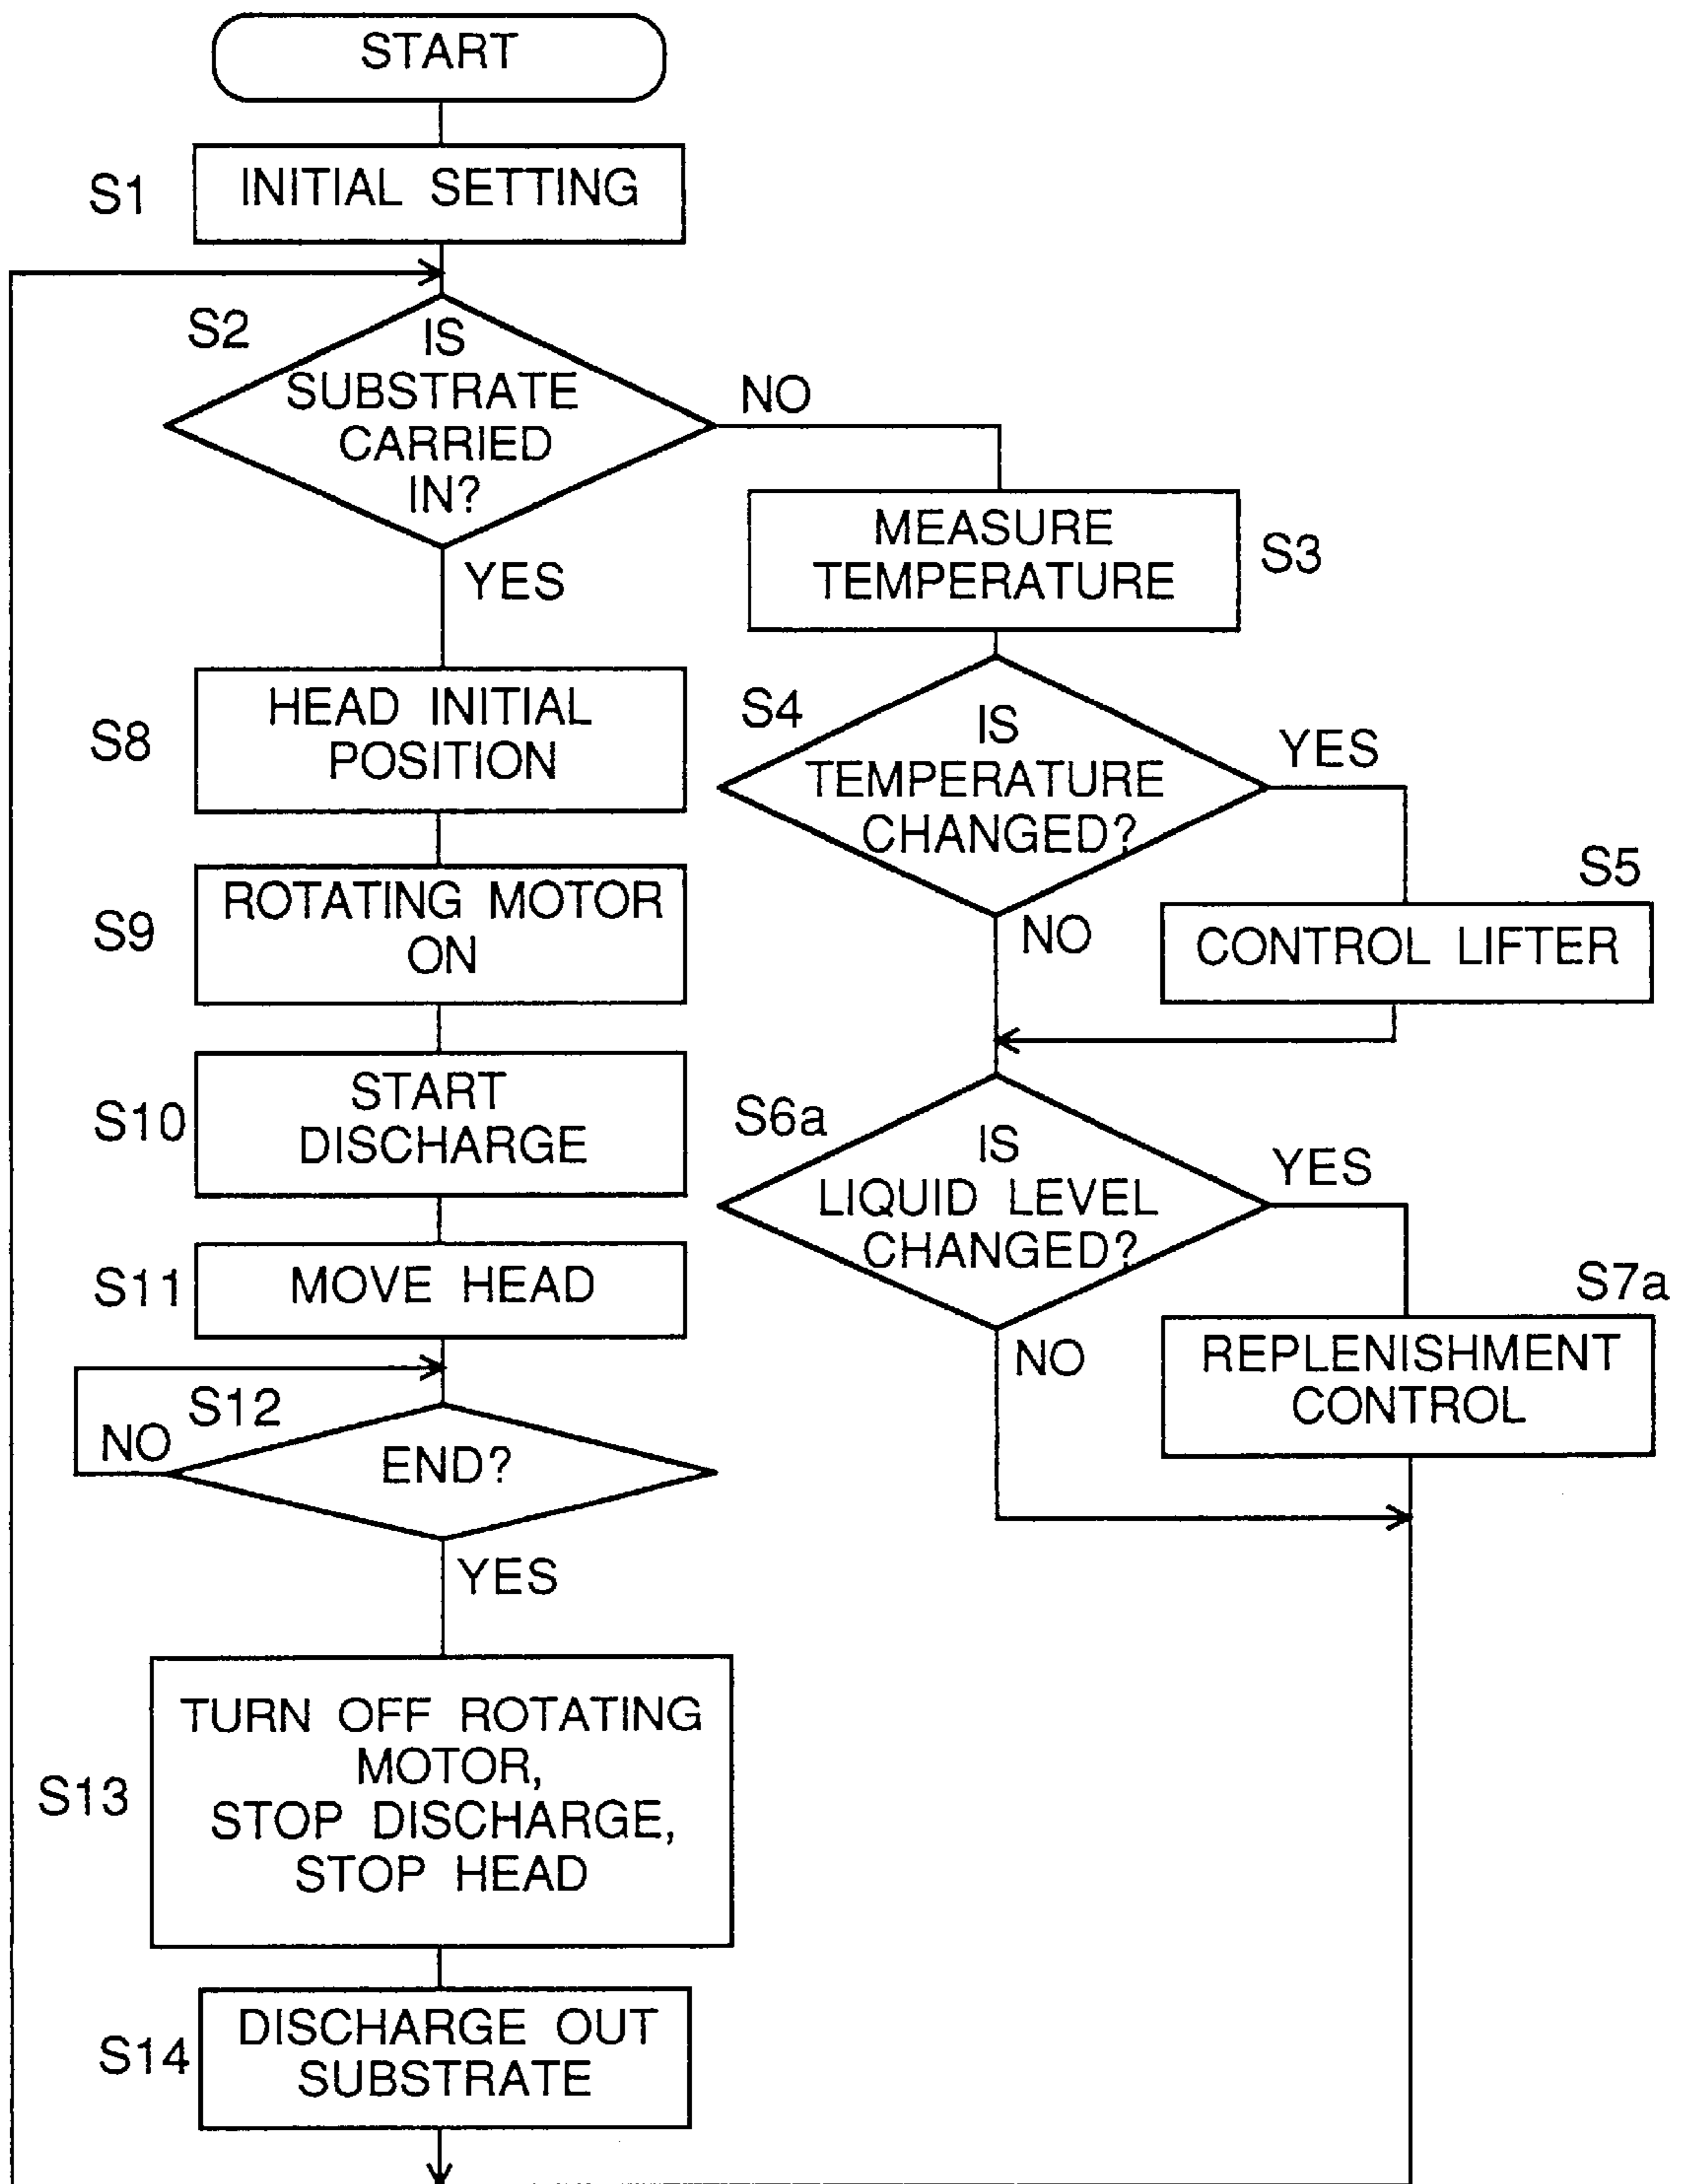 START
S1
INITIAL SETTING
S2
IS
SUBSTRATE
CARRIED
IN?
NO
YES
MEASURE
TEMPERATURE
S3
S4
IS
TEMPERATURE
CHANGED?
YES
NO
S5
CONTROL LIFTER
S6a
IS
LIQUID LEVEL
CHANGED?
YES
NO
S7a
REPLENISHMENT
CONTROL
S8
HEAD INITIAL
POSITION
S9
ROTATING MOTOR
ON
S10
START
DISCHARGE
S11
MOVE HEAD
S12
NO
END?
YES
S13
TURN OFF ROTATING
MOTOR,
STOP DISCHARGE,
STOP HEAD
S14
DISCHARGE OUT
SUBSTRATE